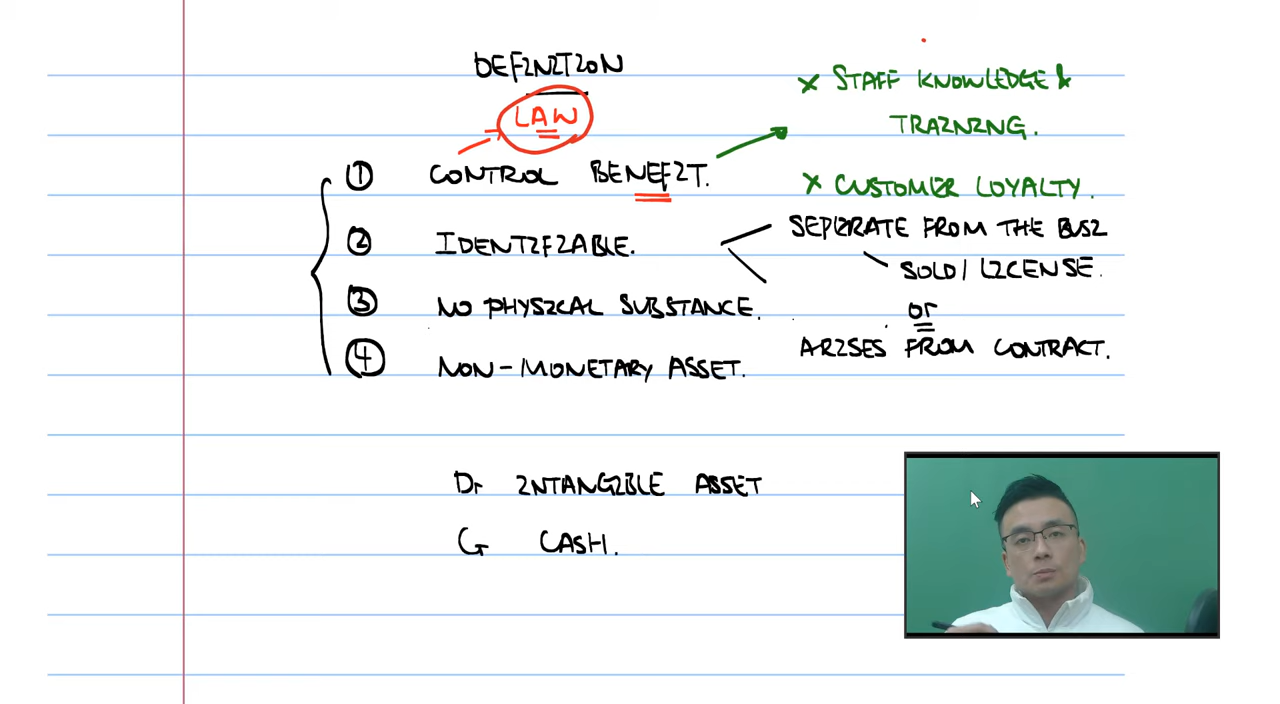 DEFINITION
LAW
① CONTROL BENEFIT.
② IDENTIFIABLE.
③ NO PHYSICAL SUBSTANCE.
④ NON-MONETARY ASSET.
× STAFF KNOWLEDGE &
TRAINING.
× CUSTOMER LOYALTY.
SEPERATE FROM THE BUSI
SOLD/LICENSE.
or
ARISES FROM CONTRACT.
Dr INTANGIBLE ASSET
Cr CASH.